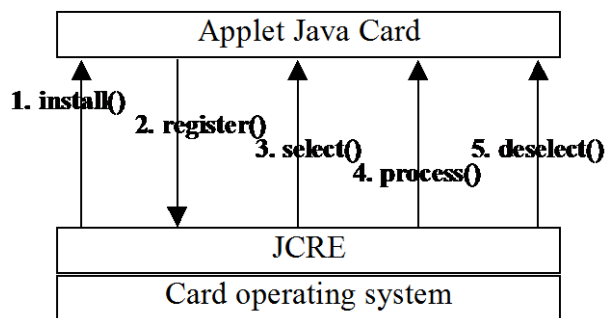 Applet Java Card
1. install()
2. register()
3. select()
4. process()
5. deselect()
JCRE
Card operating system